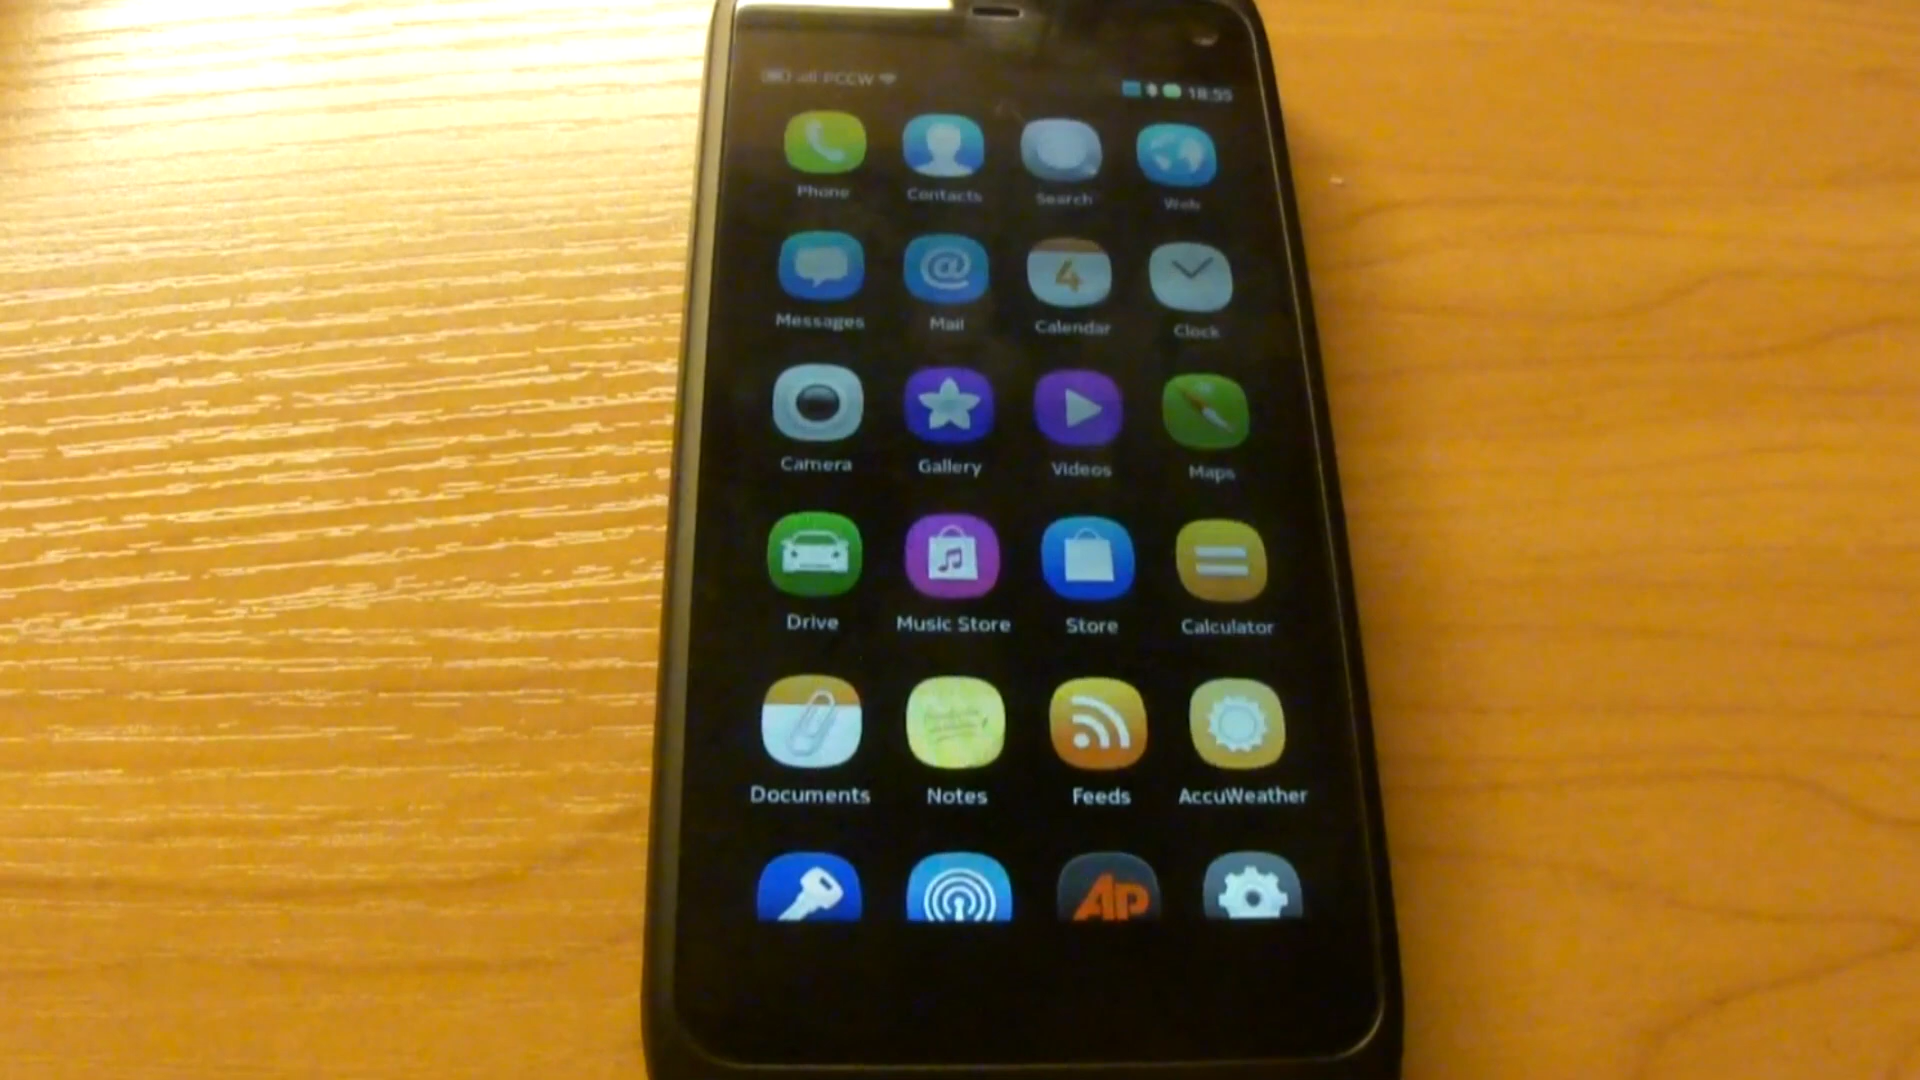 PCCW 18:55
Phone Contacts Search Web
Messages Mail Calendar Clock
4
Camera Gallery Videos Maps
Drive Music Store Store Calculator
Documents Notes Feeds AccuWeather
AP